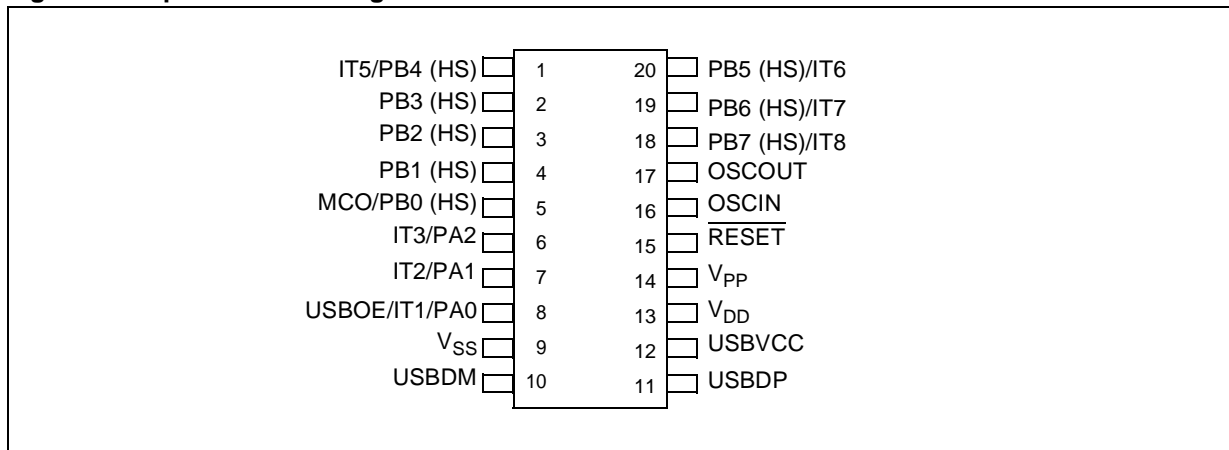 IT5/PB4 (HS) 1 20 PB5 (HS)/IT6
PB3 (HS) 2 19 PB6 (HS)/IT7
PB2 (HS) 3 18 PB7 (HS)/IT8
PB1 (HS) 4 17 OSCOUT
MCO/PB0 (HS) 5 16 OSCIN
IT3/PA2 6 15 RESET
IT2/PA1 7 14 VPP
USBOE/IT1/PA0 8 13 VDD
VSS 9 12 USBVCC
USBDM 10 11 USBDP